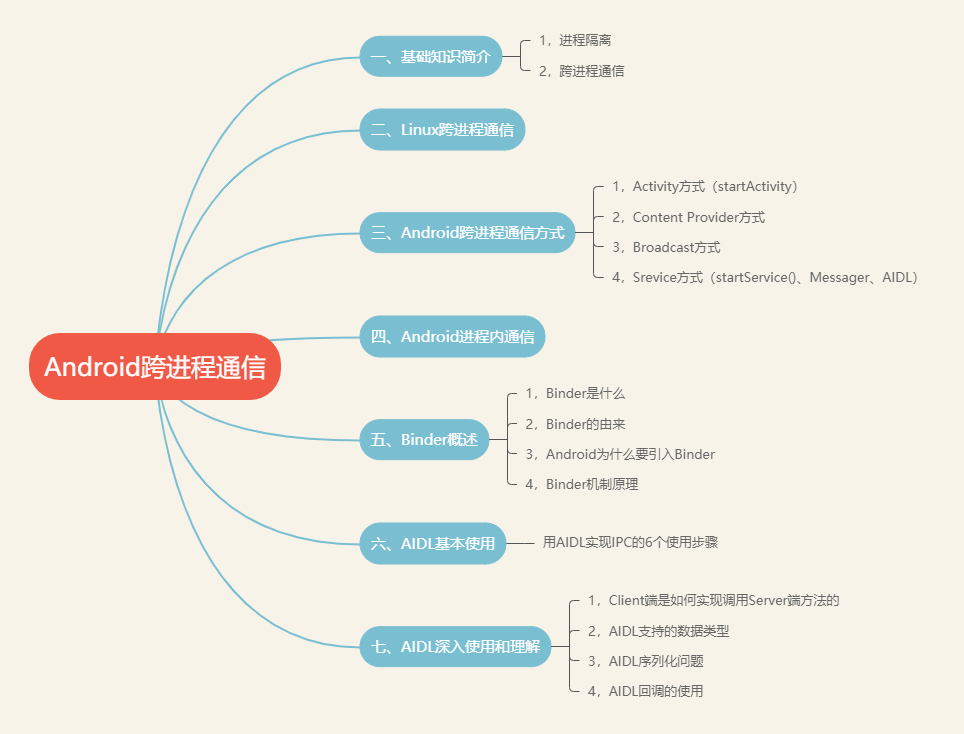 Android跨进程通信
一、基础知识简介
1，进程隔离
2，跨进程通信
二、Linux跨进程通信
三、Android跨进程通信方式
1，Activity方式（startActivity）
2，Content Provider方式
3，Broadcast方式
4，Srevice方式（startService()、Messager、AIDL）
四、Android进程内通信
五、Binder概述
1，Binder是什么
2，Binder的由来
3，Android为什么要引入Binder
4，Binder机制原理
六、AIDL基本使用
用AIDL实现IPC的6个使用步骤
七、AIDL深入使用和理解
1，Client端是如何实现调用Server端方法的
2，AIDL支持的数据类型
3，AIDL序列化问题
4，AIDL回调的使用